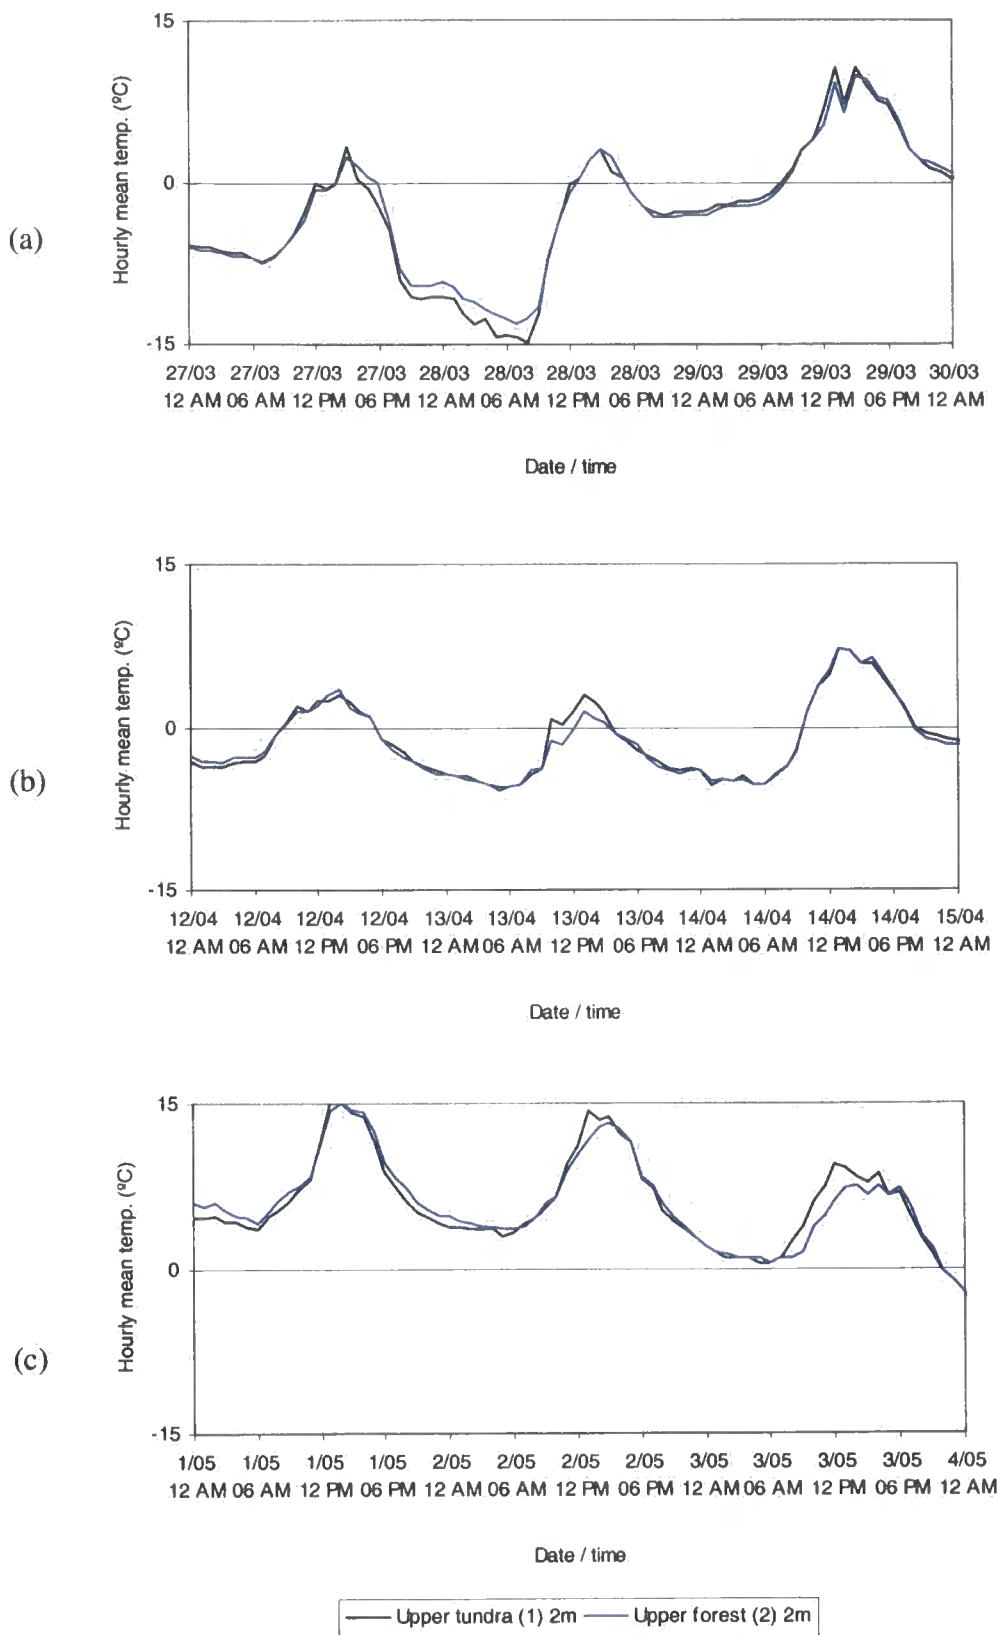 (a)
Hourly mean temp. (ºC)
15
0
-15
27/03 27/03 27/03 27/03 28/03 28/03 28/03 28/03 29/03 29/03 29/03 29/03 30/03
12 AM 06 AM 12 PM 06 PM 12 AM 06 AM 12 PM 06 PM 12 AM 06 AM 12 PM 06 PM 12 AM
Date / time
(b)
Hourly mean temp. (ºC)
15
0
-15
12/04 12/04 12/04 12/04 13/04 13/04 13/04 13/04 14/04 14/04 14/04 14/04 15/04
12 AM 06 AM 12 PM 06 PM 12 AM 06 AM 12 PM 06 PM 12 AM 06 AM 12 PM 06 PM 12 AM
Date / time
(c)
Hourly mean temp. (ºC)
15
0
-15
1/05 1/05 1/05 1/05 2/05 2/05 2/05 2/05 3/05 3/05 3/05 3/05 4/05
12 AM 06 AM 12 PM 06 PM 12 AM 06 AM 12 PM 06 PM 12 AM 06 AM 12 PM 06 PM 12 AM
Date / time
Upper tundra (1) 2m Upper forest (2) 2m